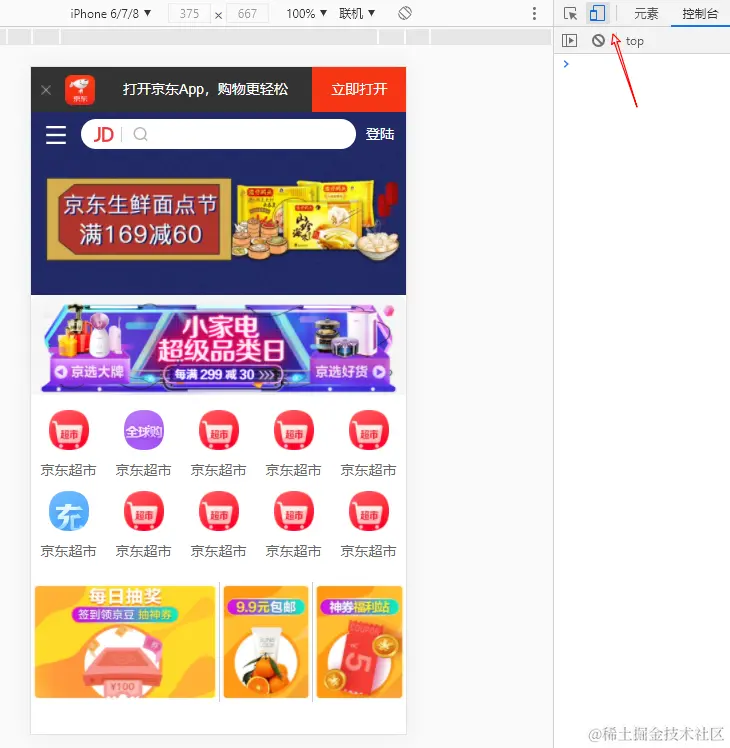 iPhone 6/7/8 ▼ 375 × 667 100% ▼ 联机 ▼
元素 控制台
top
京东
打开京东App，购物更轻松
立即打开
JD
登陆
京东生鲜面点节
满169减60
小家电
超级品类日
京选大牌
每满 299 减 30
京选好货
超市 全球购 超市 超市 超市
京东超市 京东超市 京东超市 京东超市 京东超市
充 超市 超市 超市 超市
京东超市 京东超市 京东超市 京东超市 京东超市
每日抽奖
签到领京豆 抽神券
¥100
9.9元包邮
神券福利站
COUPON
5
@稀土掘金技术社区